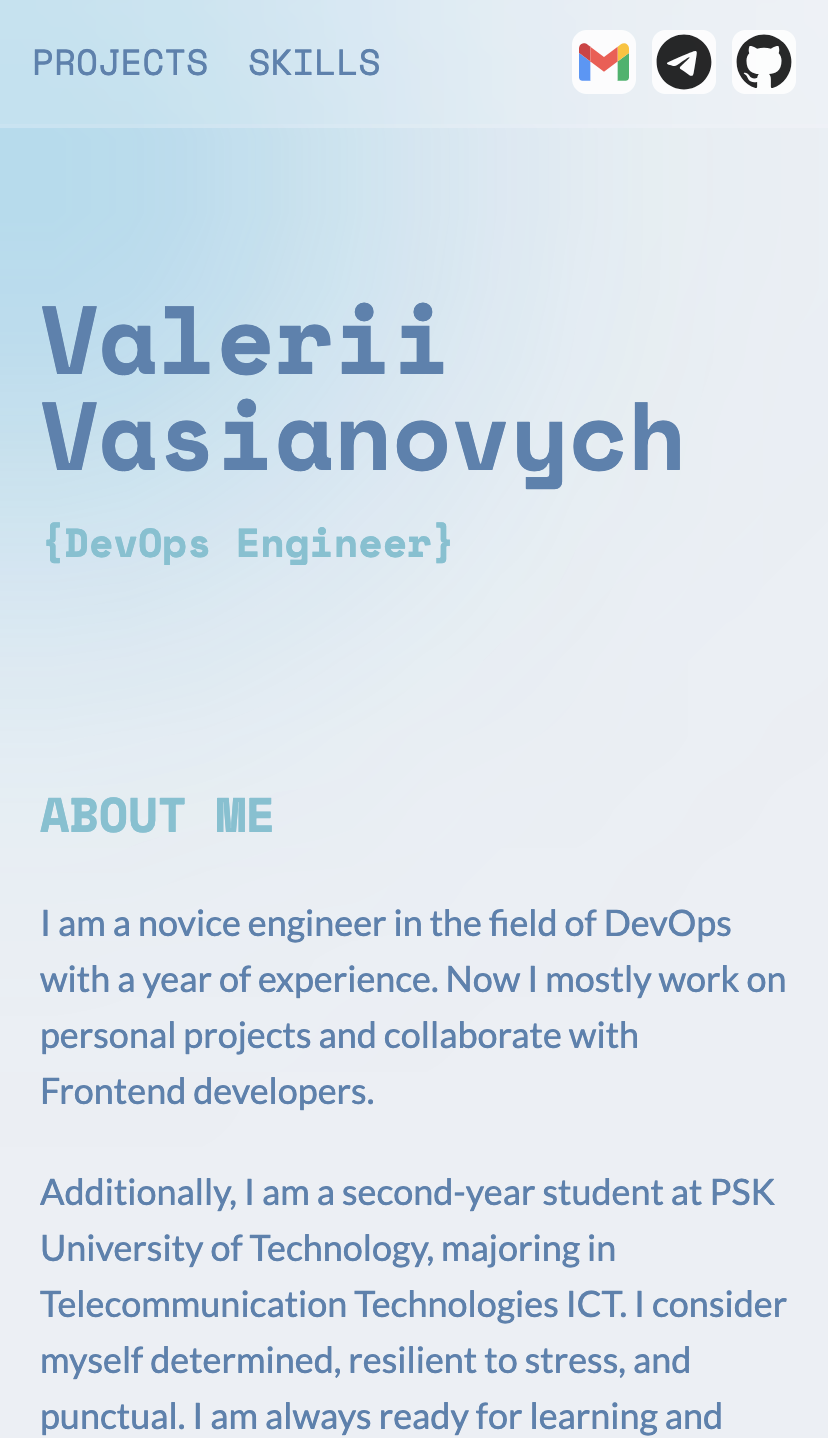 PROJECTS SKILLS
Valerii
Vasianovych
{DevOps Engineer}
ABOUT ME
I am a novice engineer in the field of DevOps
with a year of experience. Now I mostly work on
personal projects and collaborate with
Frontend developers.
Additionally, I am a second-year student at PSK
University of Technology, majoring in
Telecommunication Technologies ICT. I consider
myself determined, resilient to stress, and
punctual. I am always ready for learning and